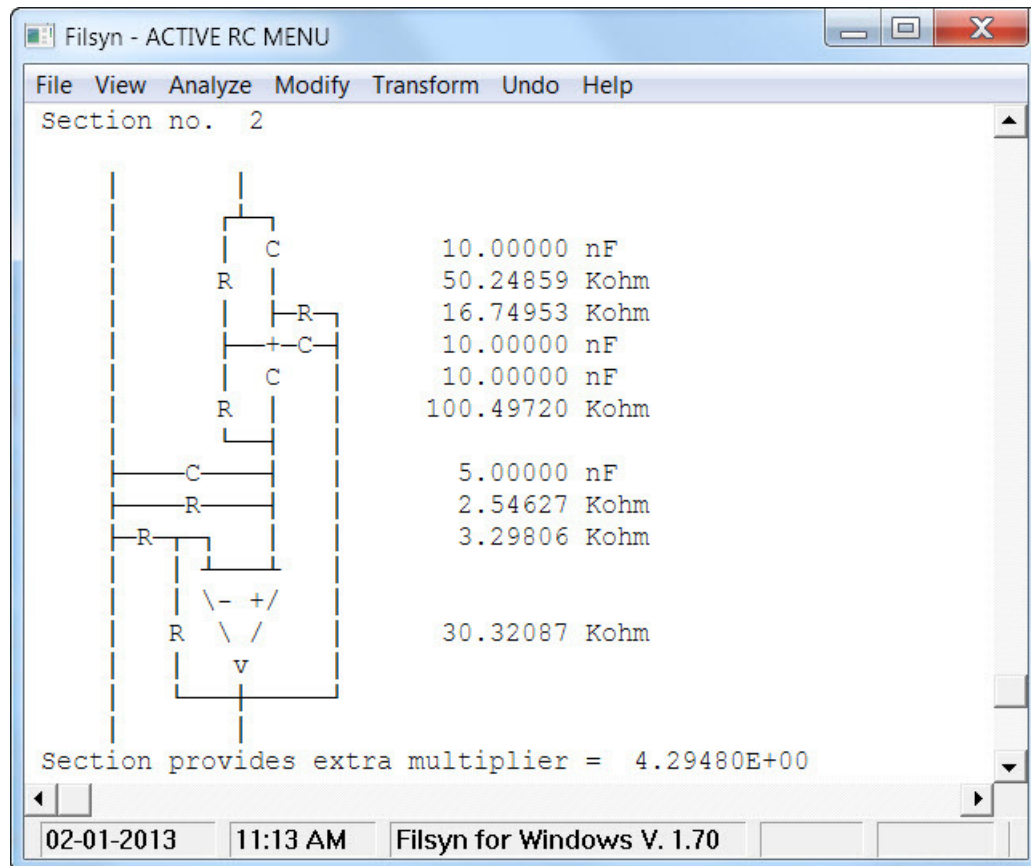 Filsyn - ACTIVE RC MENU
File View Analyze Modify Transform Undo Help
Section no. 2
C 10.00000 nF
R 50.24859 Kohm
R 16.74953 Kohm
+ C 10.00000 nF
C 10.00000 nF
R 100.49720 Kohm
C 5.00000 nF
R 2.54627 Kohm
R 3.29806 Kohm
\- +/
R \ / 30.32087 Kohm
v
Section provides extra multiplier = 4.29480E+00
02-01-2013 11:13 AM Filsyn for Windows V. 1.70